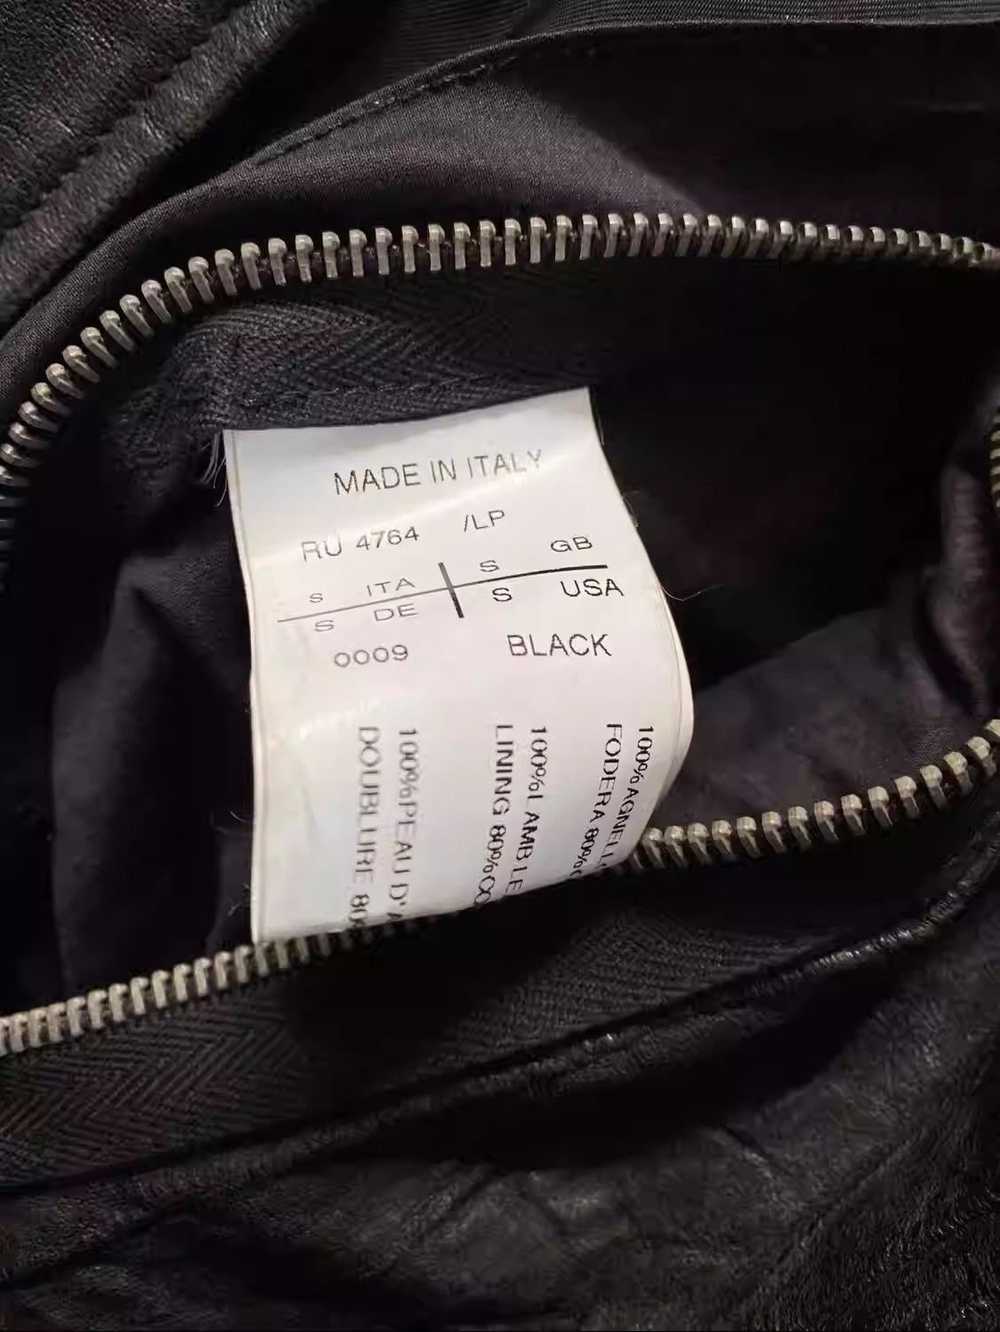 MADE IN ITALY
RU 4764 /LP
S ITA S GB
S DE S USA
0009 BLACK
100%AGNELL
FODERA 80%
100%LAMB
LINING 80%CO
100%PEAU D'
DOUBLURE 80